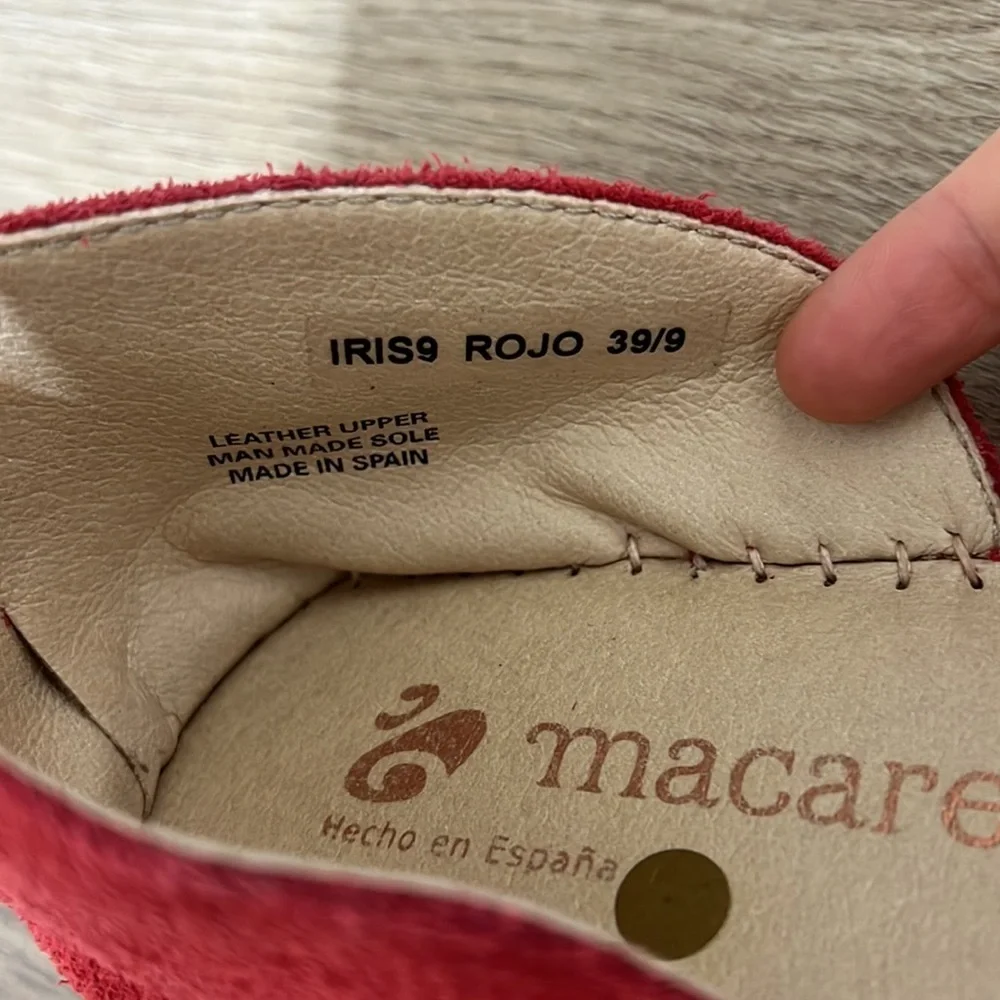 IRIS9 ROJO 39/9
LEATHER UPPER
MAN MADE SOLE
MADE IN SPAIN
macare
Hecho en España